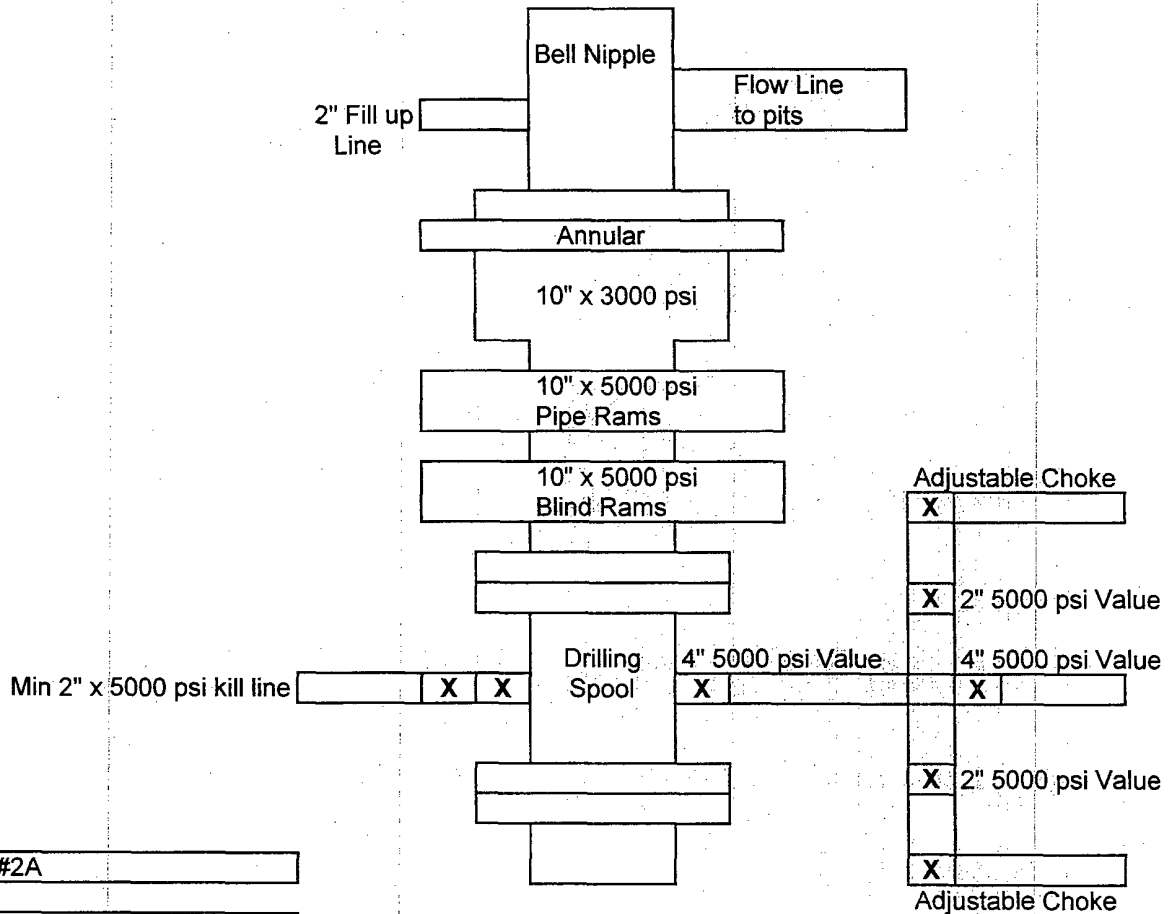 Bell Nipple
Flow Line
to pits
2" Fill up
Line
Annular
10" x 3000 psi
10" x 5000 psi
Pipe Rams
10" x 5000 psi
Blind Rams
Adjustable Choke
X
X 2" 5000 psi Value
Drilling
Spool
4" 5000 psi Value
4" 5000 psi Value
Min 2" x 5000 psi kill line
X X
X
X
X 2" 5000 psi Value
#2A
X
Adjustable Choke